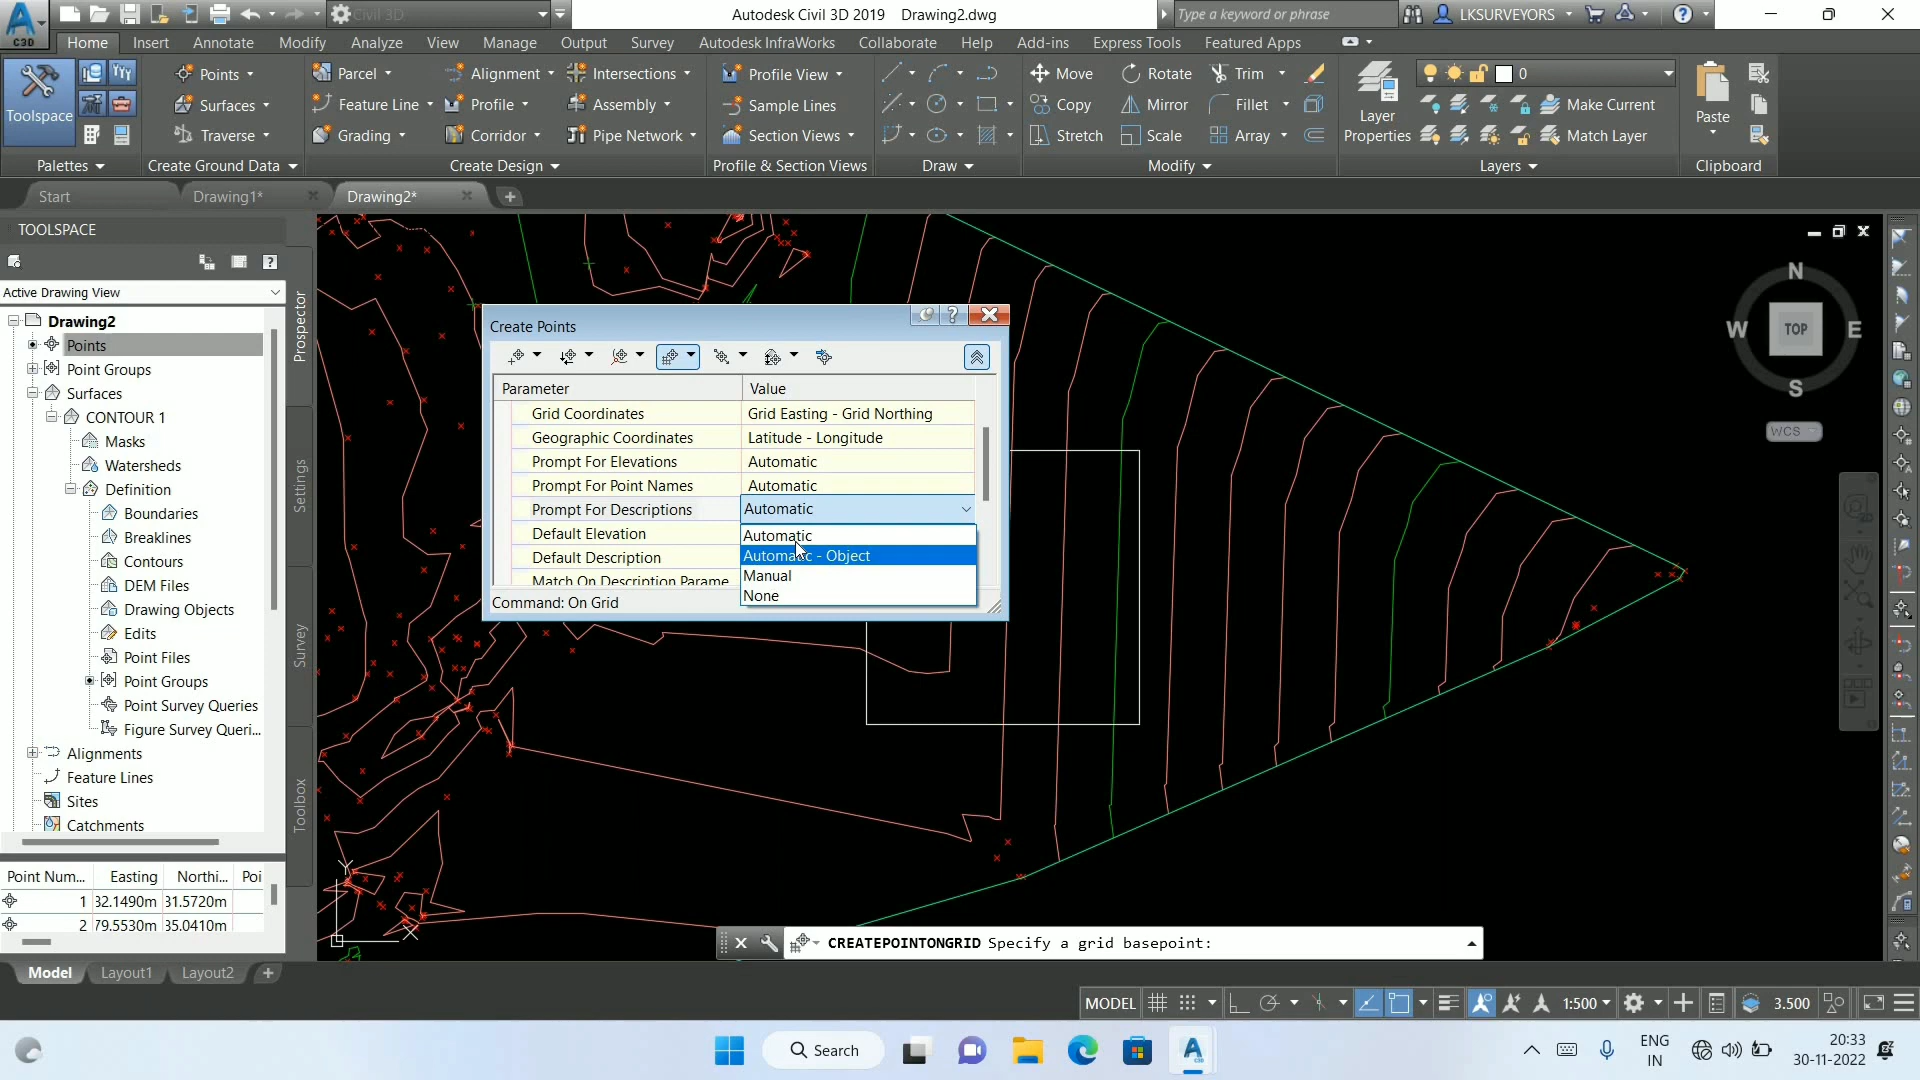 C3D
Civil 3D
Autodesk Civil 3D 2019 Drawing2.dwg
Type a keyword or phrase
LKSURVEYORS
Home Insert Annotate Modify Analyze View Manage Output Survey Autodesk InfraWorks Collaborate Help Add-ins Express Tools Featured Apps
Toolspace
Points
Surfaces
Traverse
Parcel
Feature Line
Grading
Alignment
Profile
Corridor
Intersections
Assembly
Pipe Network
Profile View
Sample Lines
Section Views
Move
Copy
Stretch
Rotate
Mirror
Scale
Trim
Fillet
Array
Layer
Properties
0
Make Current
Match Layer
Paste
Palettes
Create Ground Data
Create Design
Profile & Section Views
Draw
Modify
Layers
Clipboard
Start
Drawing1*
Drawing2*
TOOLSPACE
Active Drawing View
Drawing2
Points
Point Groups
Surfaces
CONTOUR 1
Masks
Watersheds
Definition
Boundaries
Breaklines
Contours
DEM Files
Drawing Objects
Edits
Point Files
Point Groups
Point Survey Queries
Figure Survey Queri...
Alignments
Feature Lines
Sites
Catchments
Prospector
Settings
Survey
Toolbox
Point Num... Easting Northi... Poi
1 32.1490m 31.5720m
2 79.5530m 35.0410m
Create Points
Parameter Value
Grid Coordinates Grid Easting - Grid Northing
Geographic Coordinates Latitude - Longitude
Prompt For Elevations Automatic
Prompt For Point Names Automatic
Prompt For Descriptions Automatic
Default Elevation
Default Description
Match On Description Parame
Automatic
Automatic - Object
Manual
None
Command: On Grid
N
W TOP E
S
WCS
Y
X
CREATEPOINTONGRID Specify a grid basepoint:
Model Layout1 Layout2
MODEL
1:500
3.500
Search
ENG
IN
20:33
30-11-2022